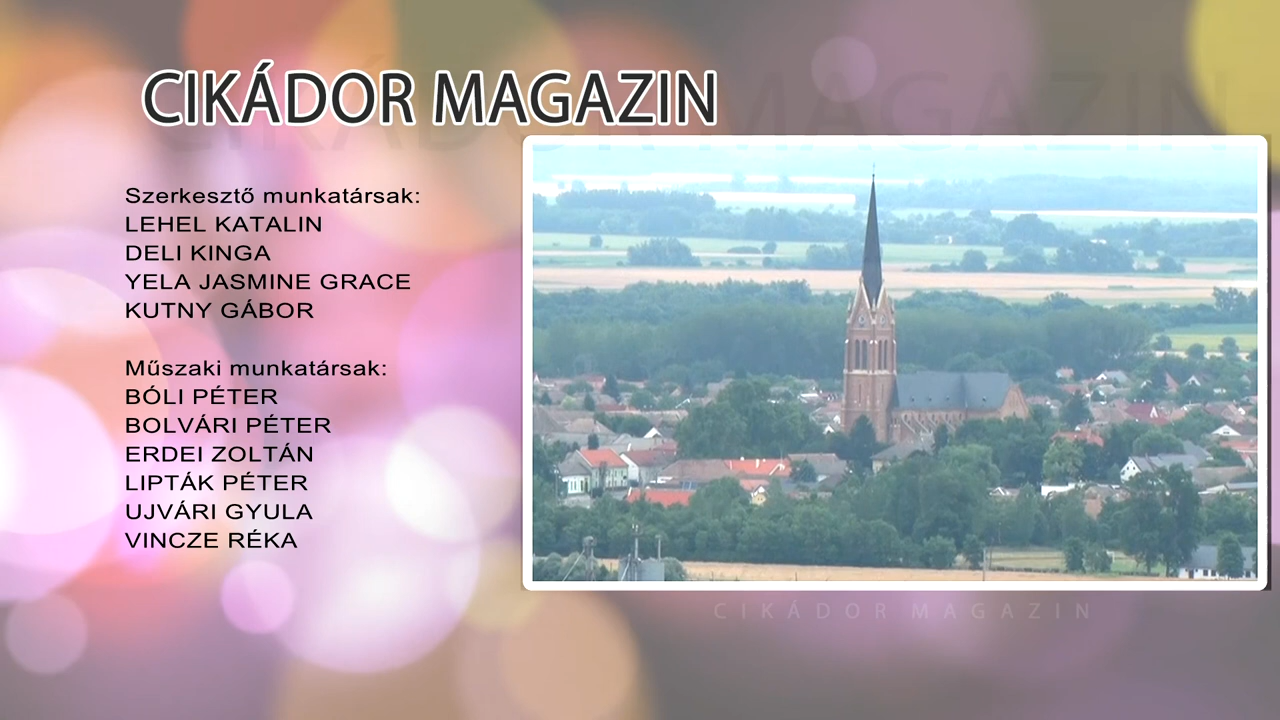 CIKÁDOR MAGAZIN
Szerkesztő munkatársak:
LEHEL KATALIN
DELI KINGA
YELA JASMINE GRACE
KUTNY GÁBOR
Műszaki munkatársak:
BÓLI PÉTER
BOLVÁRI PÉTER
ERDEI ZOLTÁN
LIPTÁK PÉTER
UJVÁRI GYULA
VINCZE RÉKA
CIKÁDOR MAGAZIN